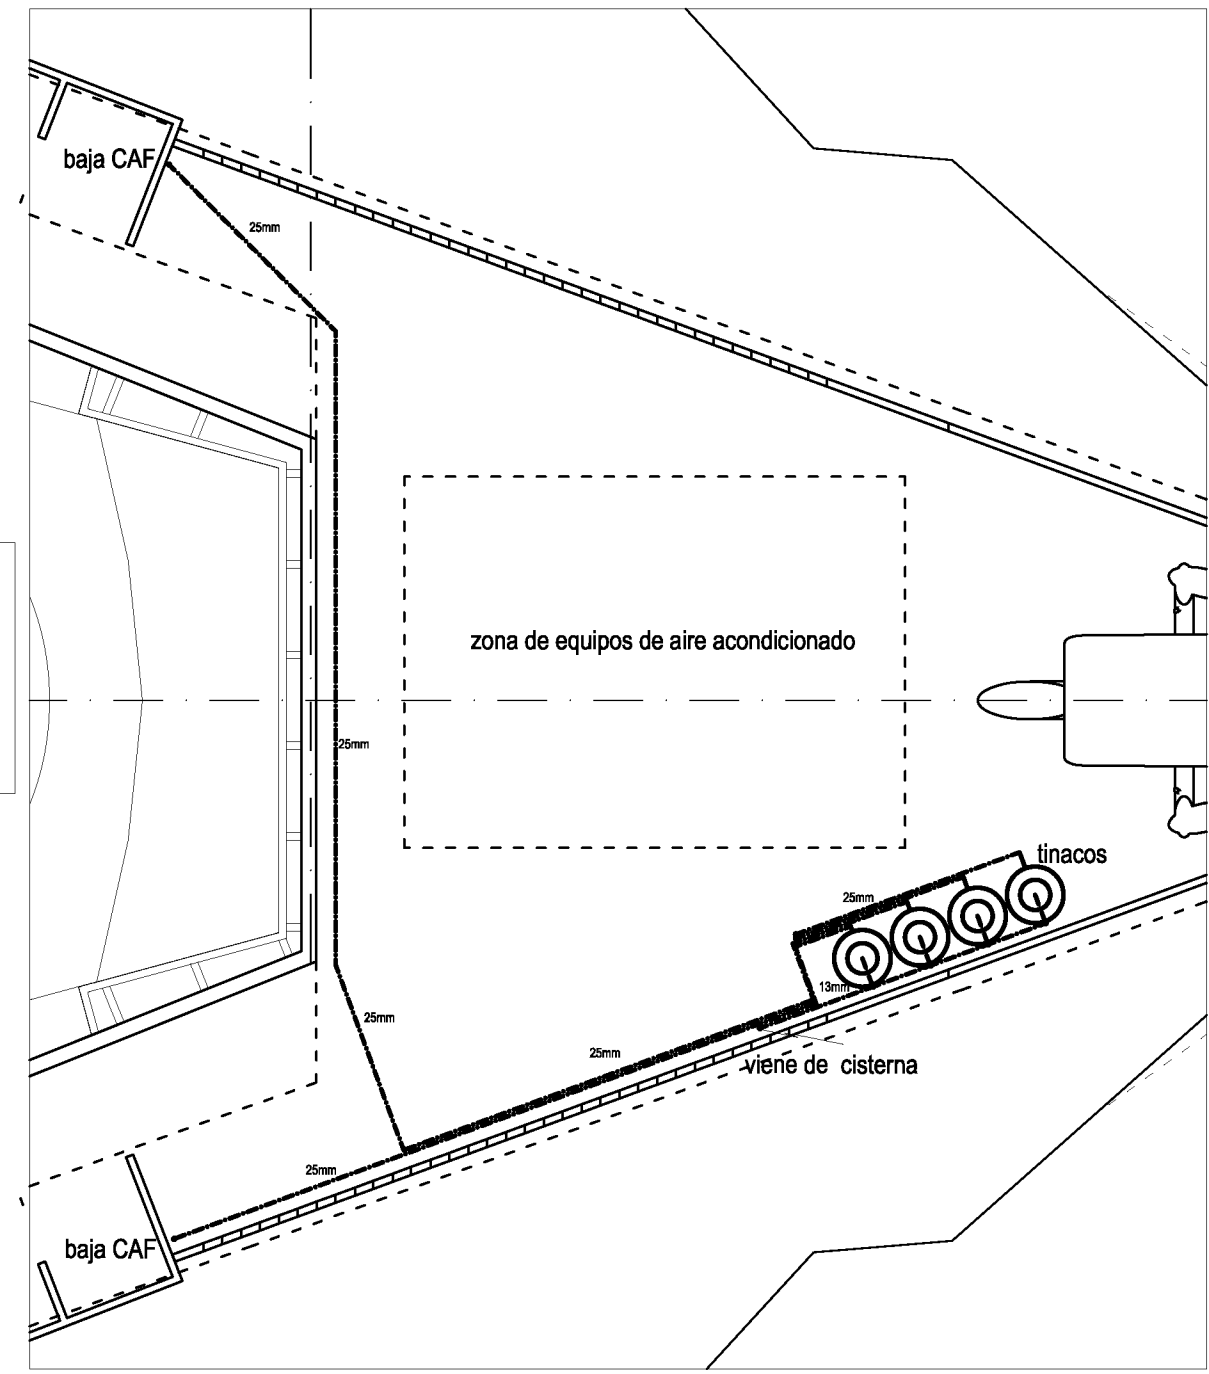 baja CAF
25mm
zona de equipos de aire acondicionado
25mm
tinacos
25mm
13mm
25mm
25mm
viene de cisterna
25mm
baja CAF